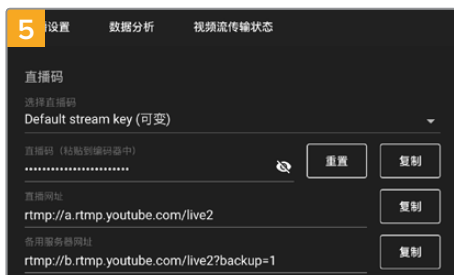 5
设置 数据分析 视频流传输状态
直播码
选择直播码
Default stream key (可变)
直播码（粘贴到编码器中）
•••••••••••••••••••••••• 重置 复制
直播网址
rtmp://a.rtmp.youtube.com/live2 复制
备用服务器网址
rtmp://b.rtmp.youtube.com/live2?backup=1 复制